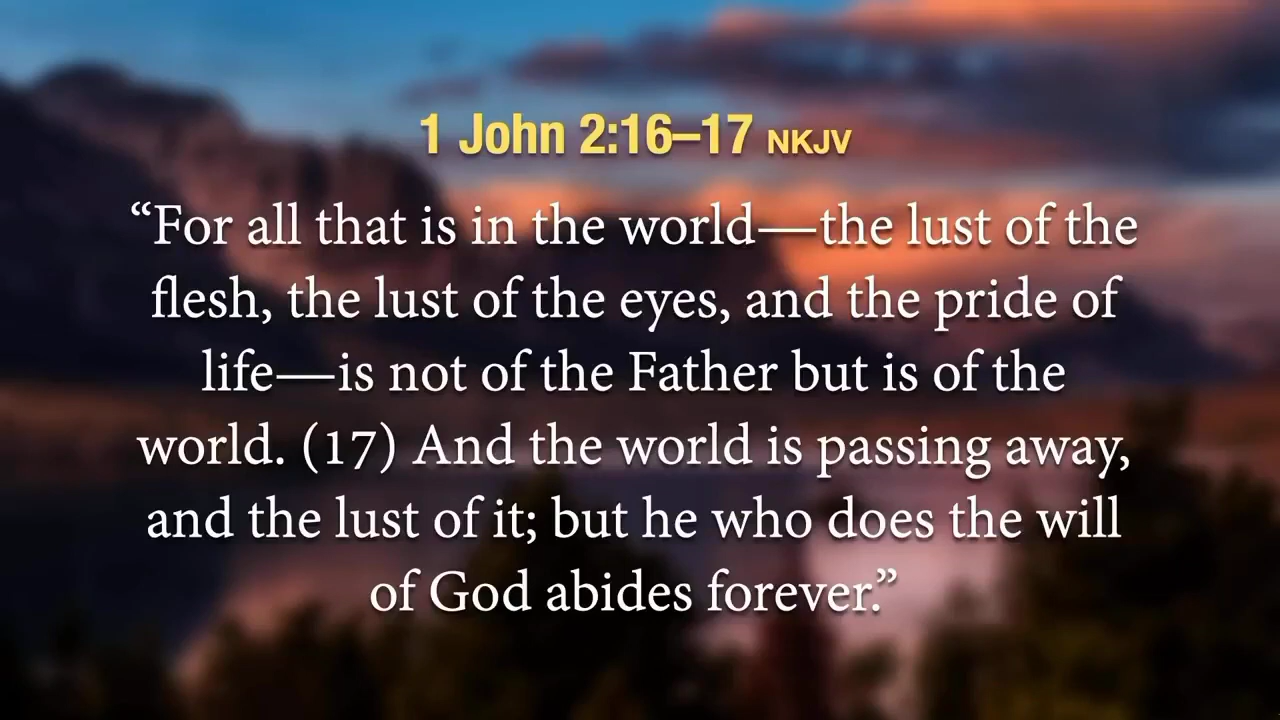 1 John 2:16–17 NKJV
“For all that is in the world—the lust of the
flesh, the lust of the eyes, and the pride of
life—is not of the Father but is of the
world. (17) And the world is passing away,
and the lust of it; but he who does the will
of God abides forever.”